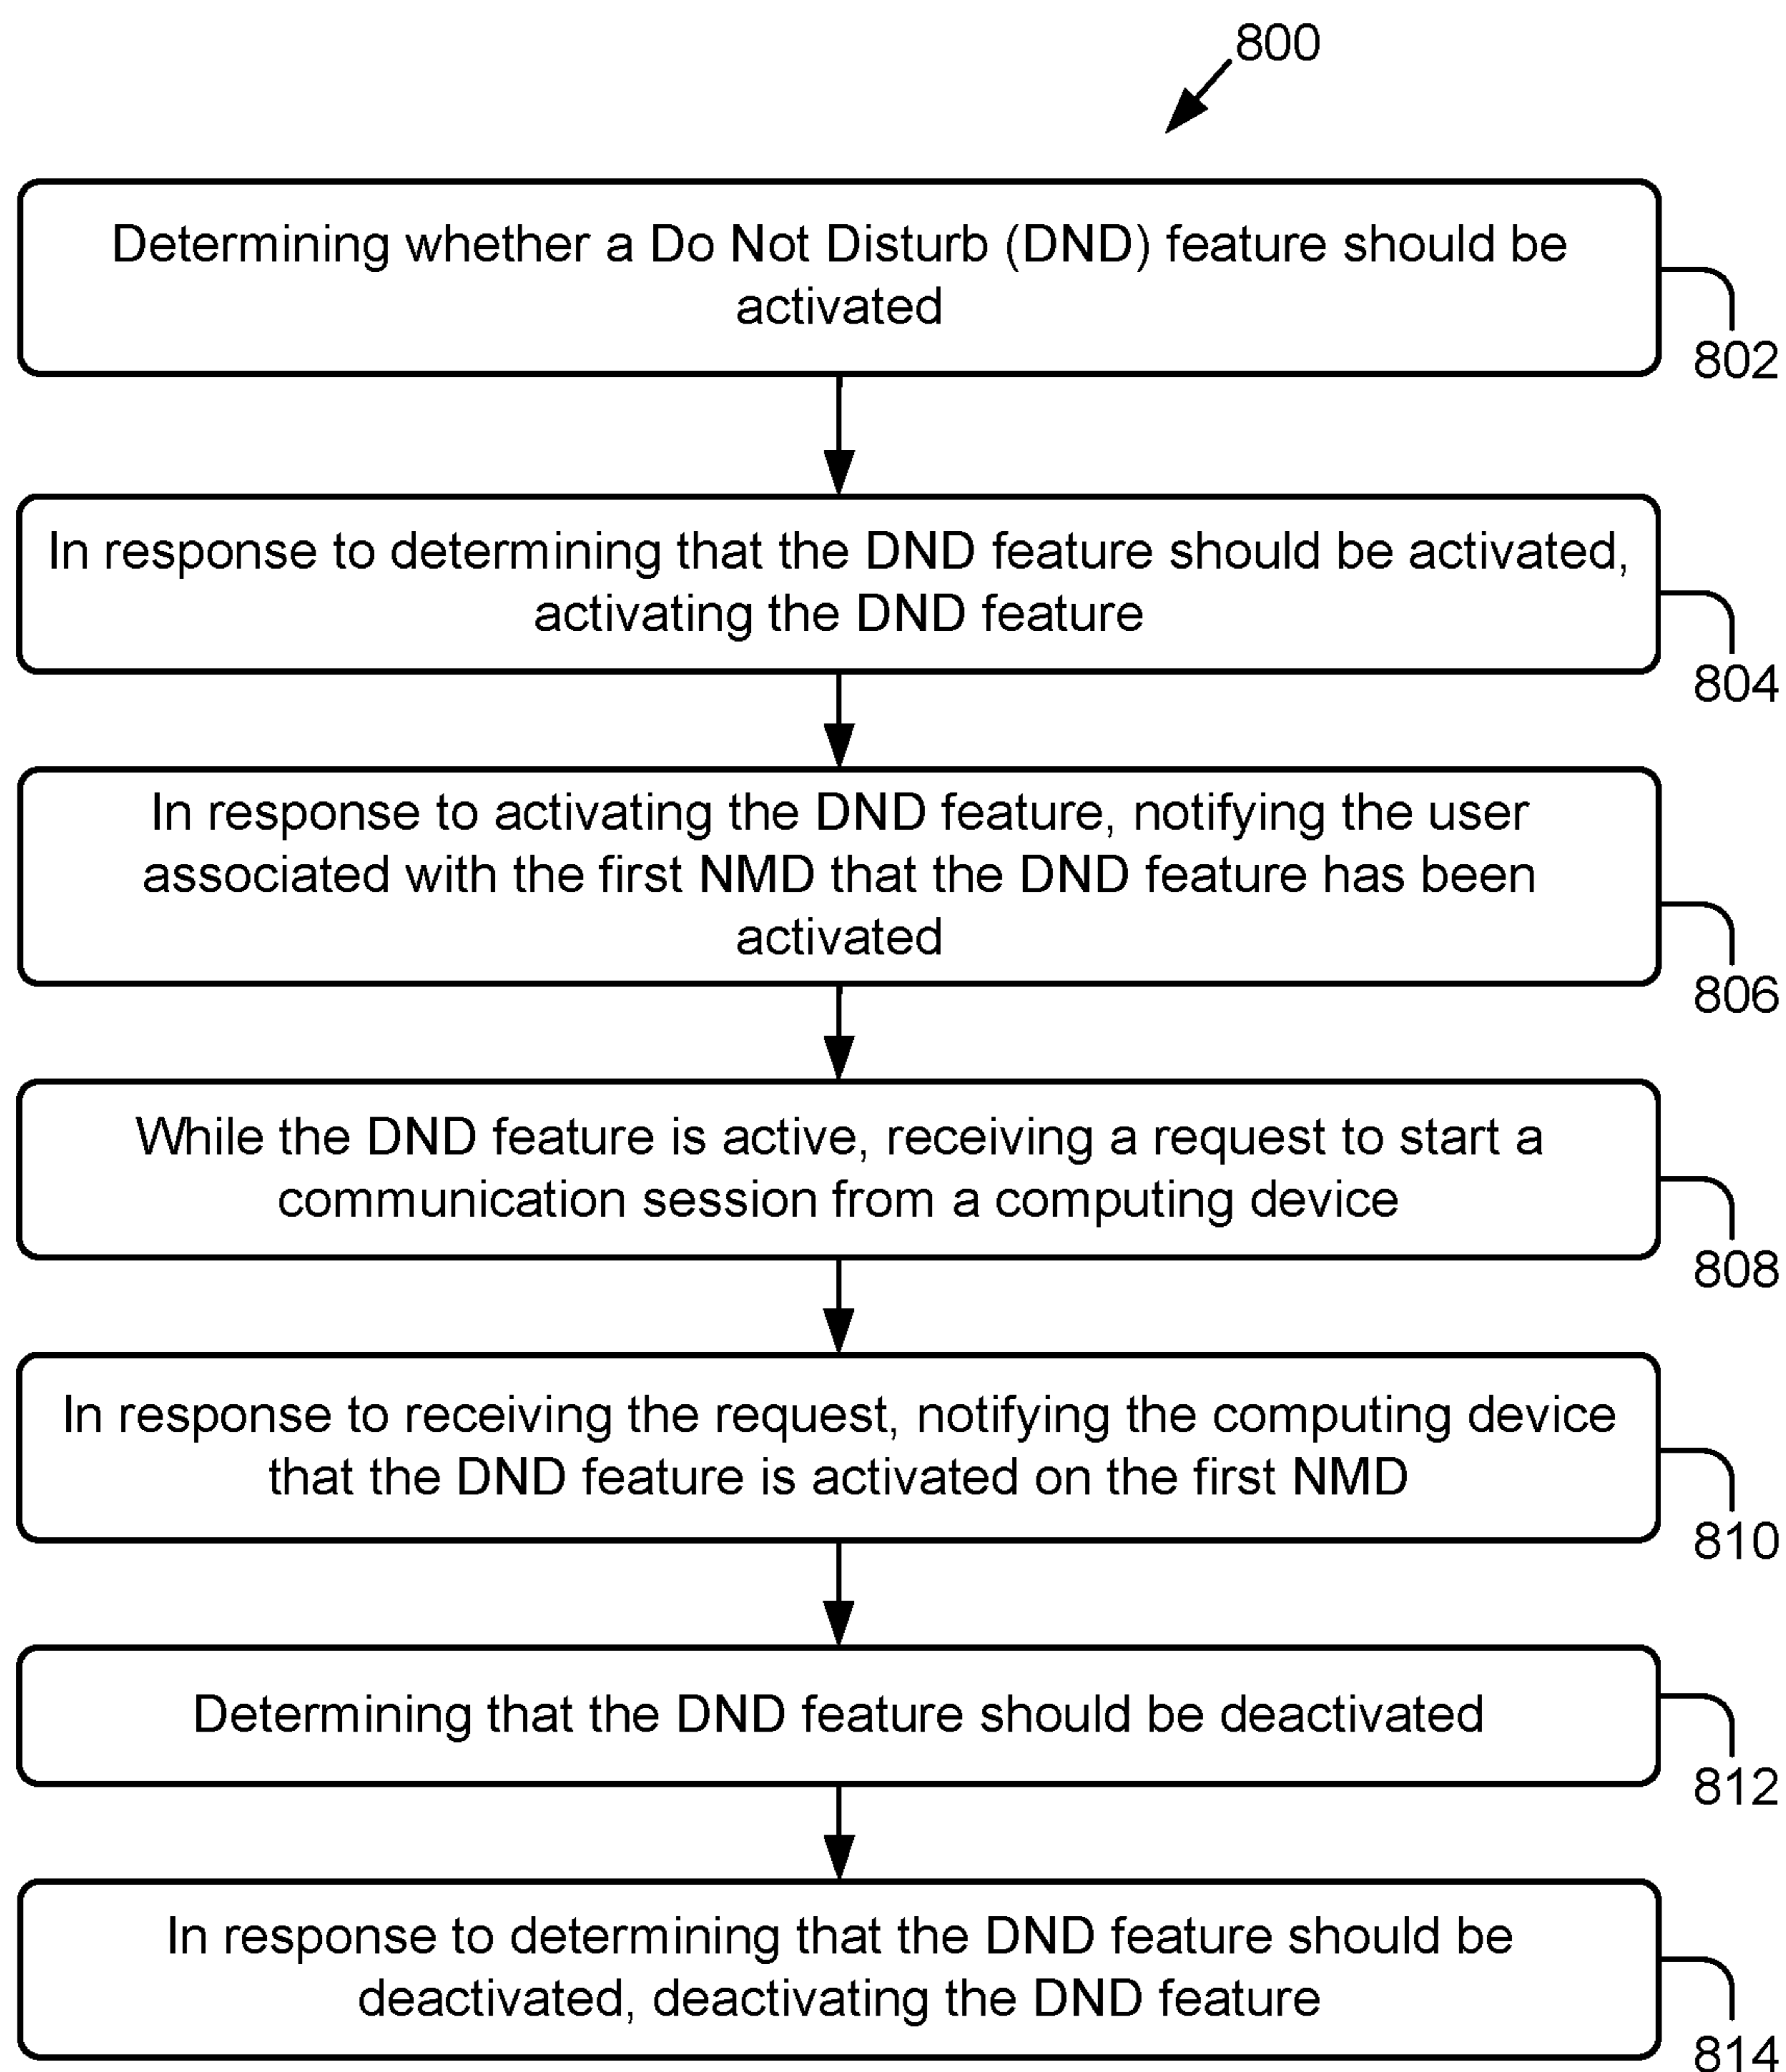 800
Determining whether a Do Not Disturb (DND) feature should be
activated
802
In response to determining that the DND feature should be activated,
activating the DND feature
804
In response to activating the DND feature, notifying the user
associated with the first NMD that the DND feature has been
activated
806
While the DND feature is active, receiving a request to start a
communication session from a computing device
808
In response to receiving the request, notifying the computing device
that the DND feature is activated on the first NMD
810
Determining that the DND feature should be deactivated
812
In response to determining that the DND feature should be
deactivated, deactivating the DND feature
814